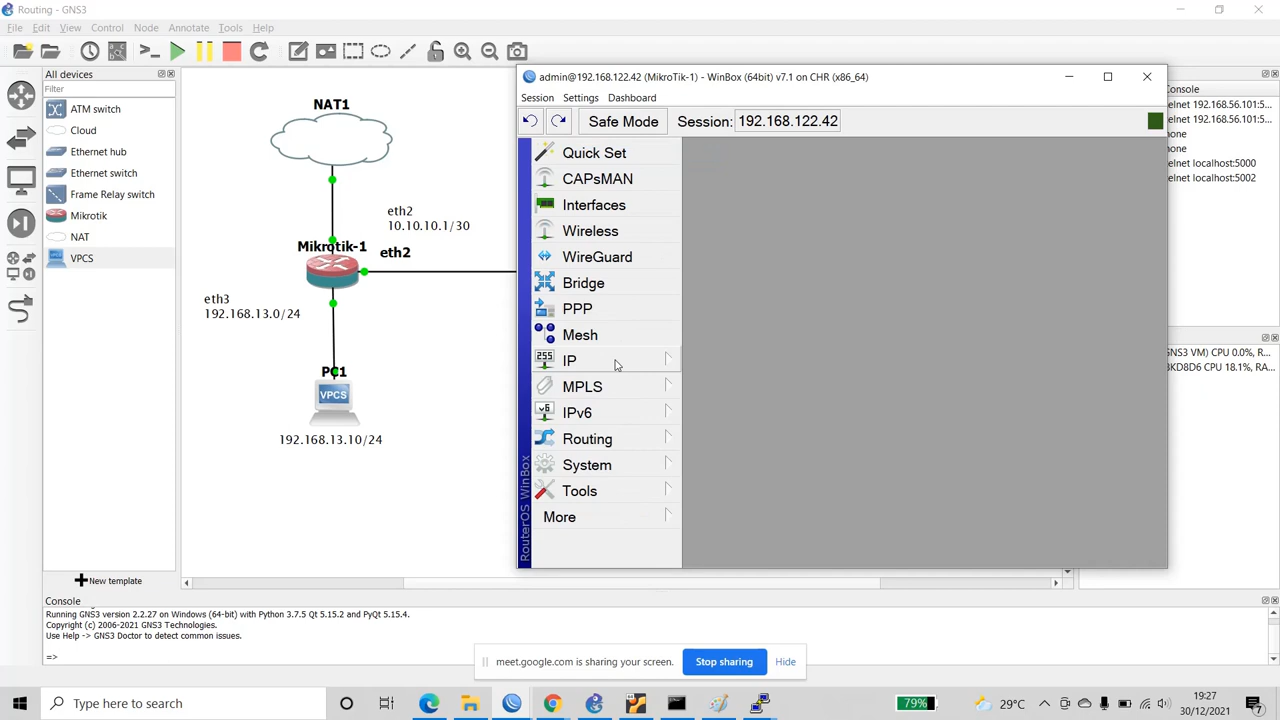 Routing - GNS3
File Edit View Control Node Annotate Tools Help
All devices
Filter
ATM switch
Cloud
Ethernet hub
Ethernet switch
Frame Relay switch
Mikrotik
NAT
VPCS
New template
NAT1
eth2
10.10.10.1/30
Mikrotik-1
eth2
eth3
192.168.13.0/24
PC1
VPCS
192.168.13.10/24
admin@192.168.122.42 (MikroTik-1) - WinBox (64bit) v7.1 on CHR (x86_64)
Session Settings Dashboard
Safe Mode Session: 192.168.122.42
Quick Set
CAPsMAN
Interfaces
Wireless
WireGuard
Bridge
PPP
Mesh
255 IP
MPLS
v6 IPv6
Routing
System
Tools
More
RouterOS WinBox
Console
elnet 192.168.56.101:5...
elnet 192.168.56.101:5...
one
one
elnet localhost:5000
elnet localhost:5002
GNS3 VM) CPU 0.0%, RA...
3KD8D6 CPU 18.1%, RA...
Console
Running GNS3 version 2.2.27 on Windows (64-bit) with Python 3.7.5 Qt 5.15.2 and PyQt 5.15.4.
Copyright (c) 2006-2021 GNS3 Technologies.
Use Help -> GNS3 Doctor to detect common issues.
=>
meet.google.com is sharing your screen. Stop sharing Hide
Type here to search
79%
29°C
19:27
30/12/2021
7